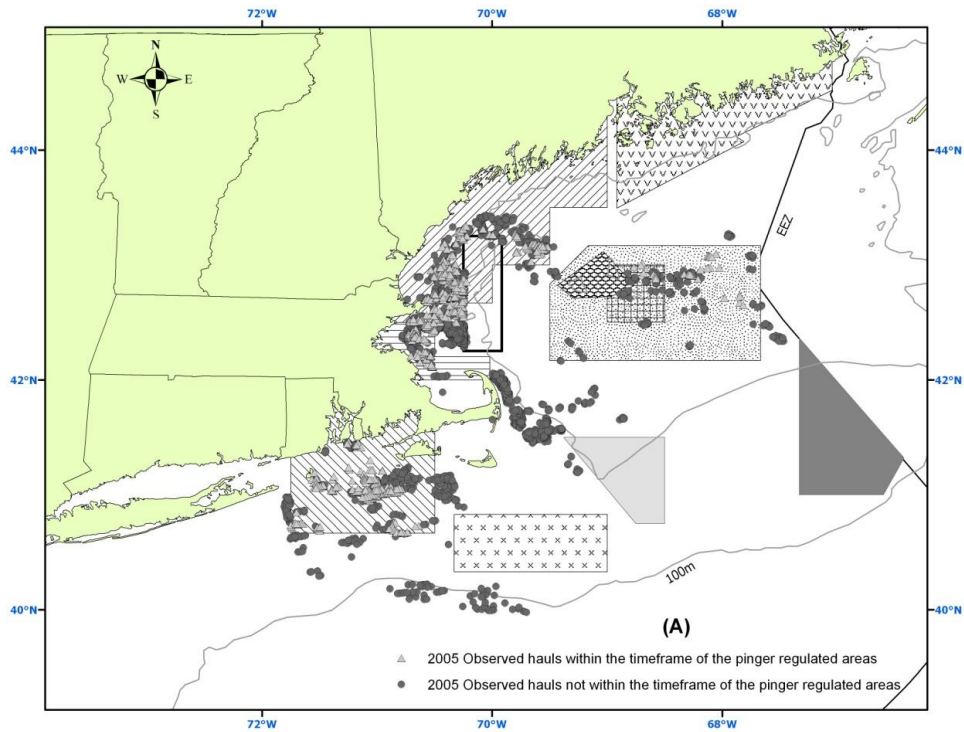 72°W 70°W 68°W
N
W E
S
44°N 44°N
EEZ
42°N 42°N
100m
40°N 40°N
(A)
2005 Observed hauls within the timeframe of the pinger regulated areas
2005 Observed hauls not within the timeframe of the pinger regulated areas
72°W 70°W 68°W